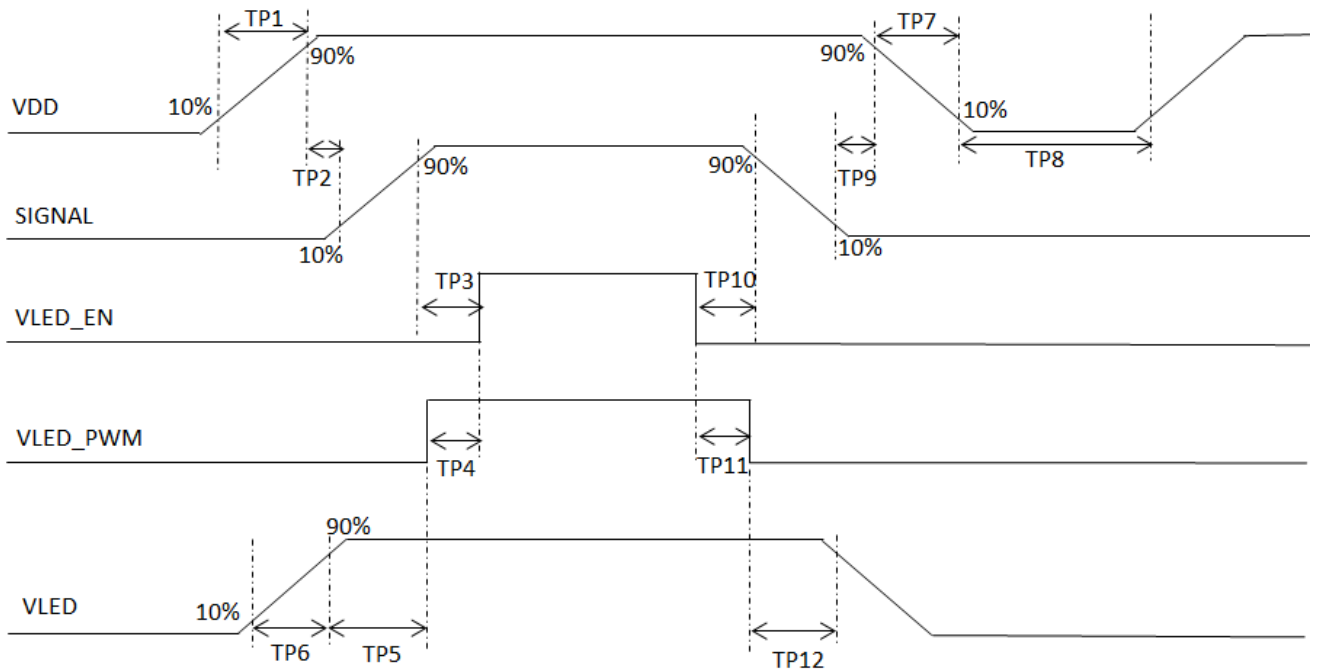 TP1
TP7
90%
90%
10%
10%
VDD
TP2
TP9
TP8
90%
90%
SIGNAL
10%
10%
TP3
TP10
VLED_EN
VLED_PWM
TP4
TP11
90%
10%
VLED
TP6
TP5
TP12